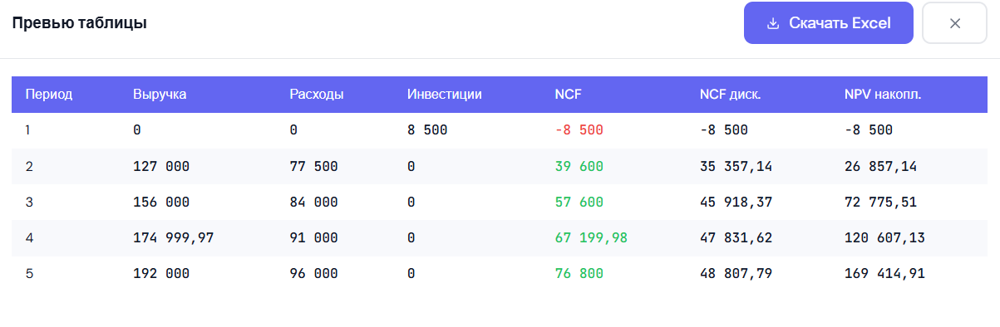 Превью таблицы Скачать Excel
Период Выручка Расходы Инвестиции NCF NCF диск. NPV накопл.
1 0 0 8 500 -8 500 -8 500 -8 500
2 127 000 77 500 0 39 600 35 357,14 26 857,14
3 156 000 84 000 0 57 600 45 918,37 72 775,51
4 174 999,97 91 000 0 67 199,98 47 831,62 120 607,13
5 192 000 96 000 0 76 800 48 807,79 169 414,91